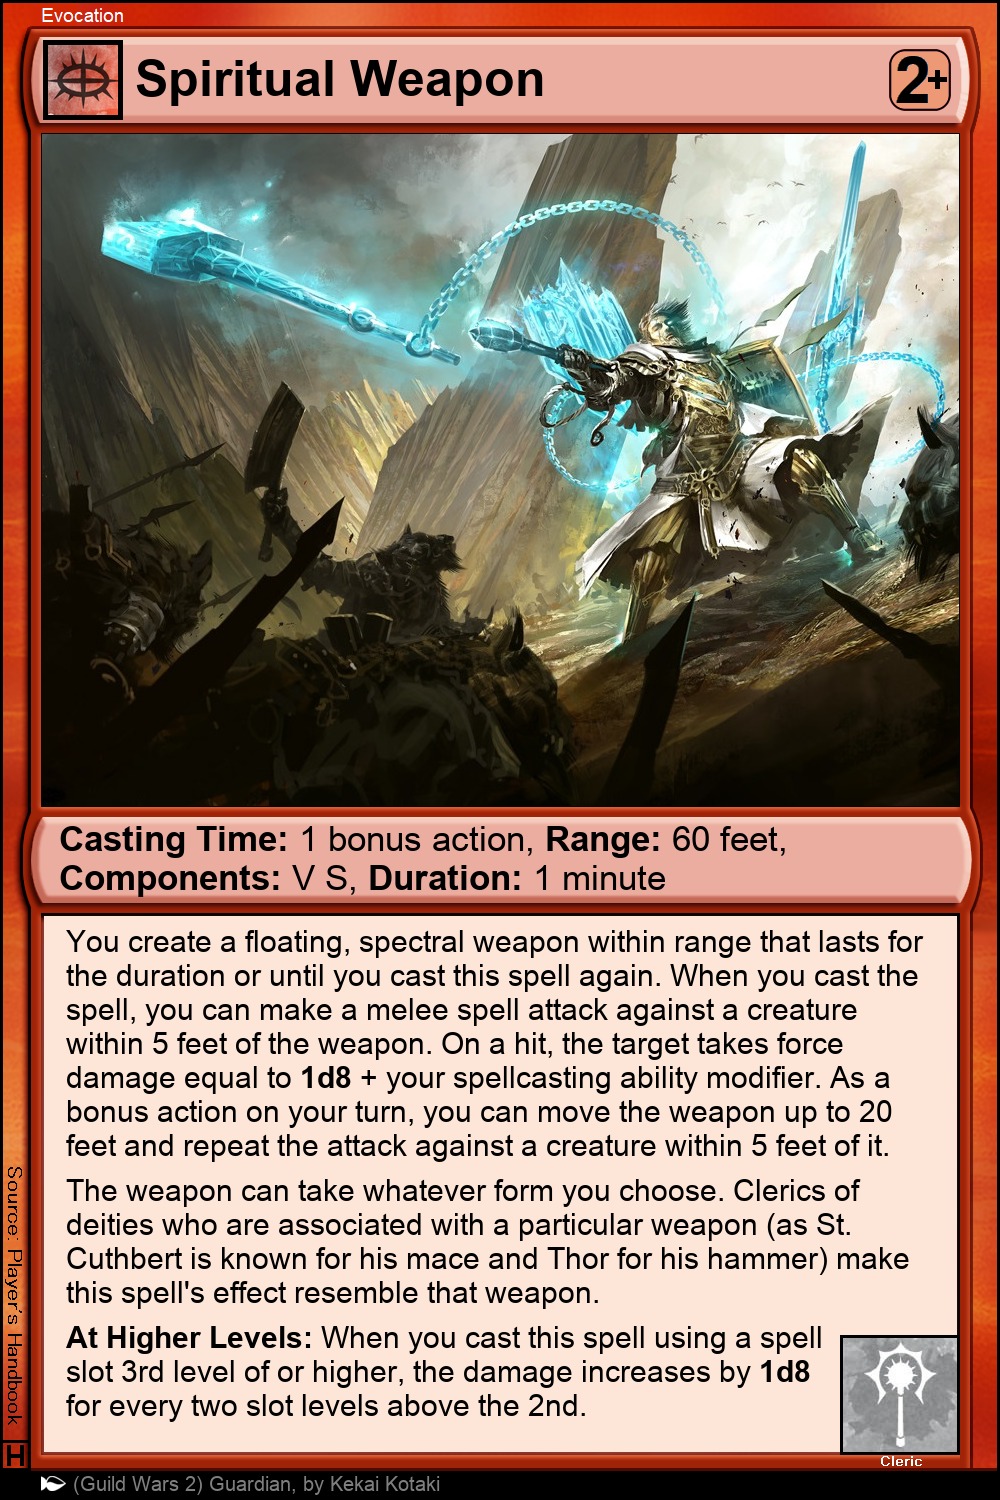 Evocation
Spiritual Weapon
2+
Casting Time: 1 bonus action, Range: 60 feet,
Components: V S, Duration: 1 minute
You create a floating, spectral weapon within range that lasts for
the duration or until you cast this spell again. When you cast the
spell, you can make a melee spell attack against a creature
within 5 feet of the weapon. On a hit, the target takes force
damage equal to 1d8 + your spellcasting ability modifier. As a
bonus action on your turn, you can move the weapon up to 20
feet and repeat the attack against a creature within 5 feet of it.
The weapon can take whatever form you choose. Clerics of
deities who are associated with a particular weapon (as St.
Cuthbert is known for his mace and Thor for his hammer) make
this spell's effect resemble that weapon.
At Higher Levels: When you cast this spell using a spell
slot 3rd level of or higher, the damage increases by 1d8
for every two slot levels above the 2nd.
Cleric
Source: Player's Handbook
H
(Guild Wars 2) Guardian, by Kekai Kotaki